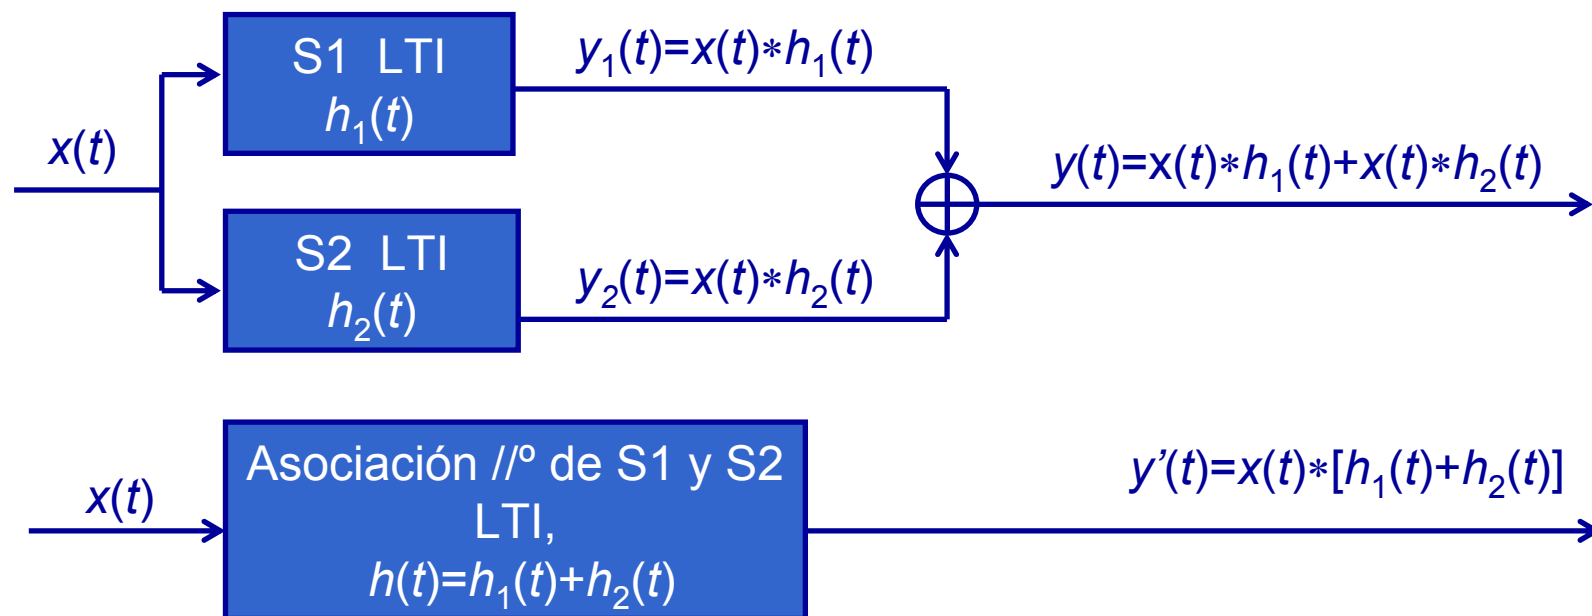 S1 LTI
h₁(t)
y₁(t)=x(t)*h₁(t)
x(t)
y(t)=x(t)*h₁(t)+x(t)*h₂(t)
S2 LTI
h₂(t)
y₂(t)=x(t)*h₂(t)
Asociación //º de S1 y S2
LTI,
h(t)=h₁(t)+h₂(t)
x(t)
y’(t)=x(t)*[h₁(t)+h₂(t)]